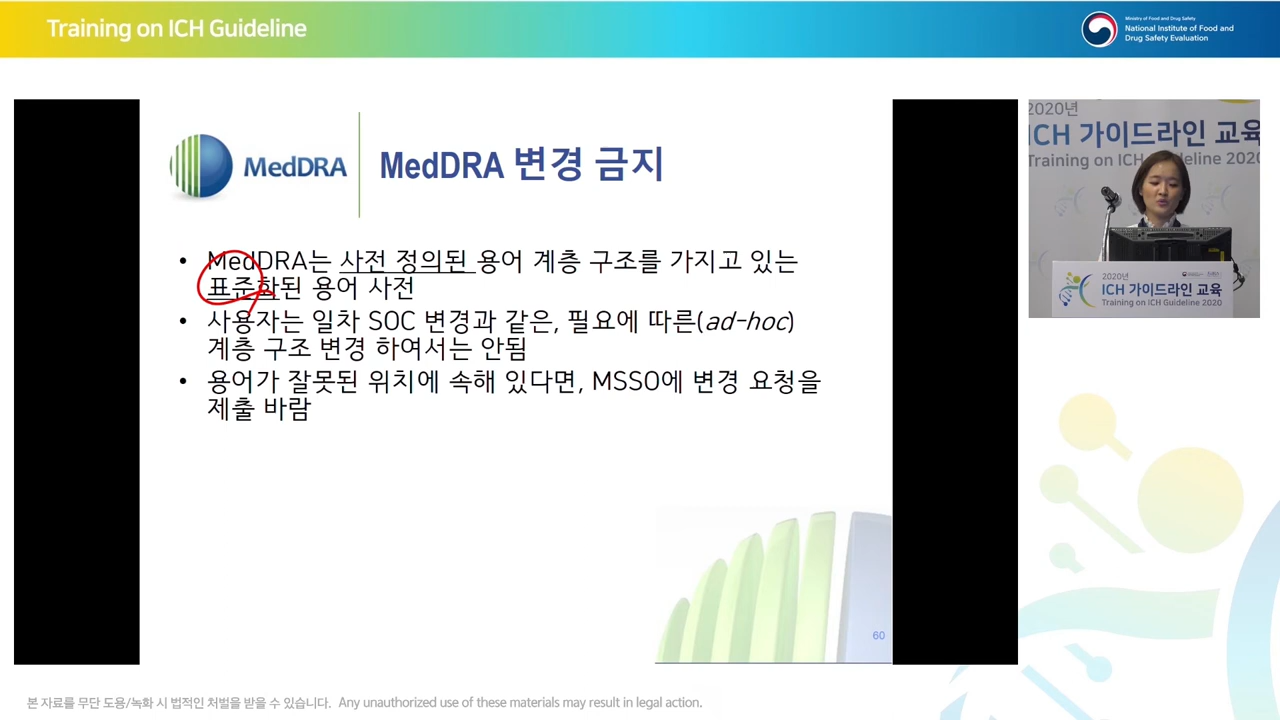 Training on ICH Guideline
Ministry of Food and Drug Safety
National Institute of Food and
Drug Safety Evaluation
MedDRA
MedDRA 변경 금지
• MedDRA는 사전 정의된 용어 계층 구조를 가지고 있는
표준화된 용어 사전
• 사용자는 일차 SOC 변경과 같은, 필요에 따른(ad-hoc)
계층 구조 변경 하여서는 안됨
• 용어가 잘못된 위치에 속해 있다면, MSSO에 변경 요청을
제출 바람
60
2020년
ICH 가이드라인 교육
Training on ICH Guideline 2020
2020년
ICH 가이드라인 교육
Training on ICH Guideline 2020
본 자료를 무단 도용/녹화 시 법적인 처벌을 받을 수 있습니다. Any unauthorized use of these materials may result in legal action.